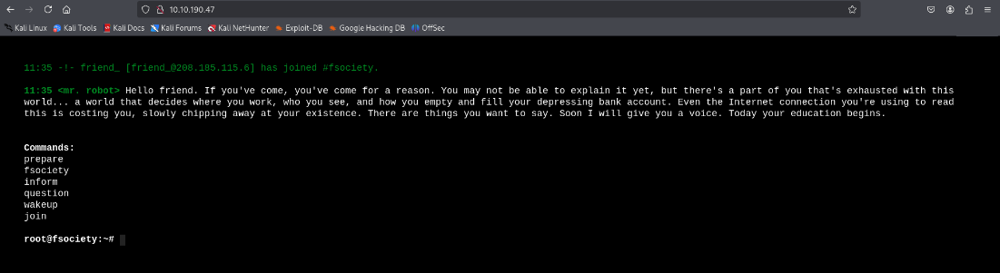 10.10.190.47
Kali Linux Kali Tools Kali Docs Kali Forums Kali NetHunter Exploit-DB Google Hacking DB OffSec
11:35 -!- friend_ [friend_@208.185.115.6] has joined #fsociety.
11:35 <mr. robot> Hello friend. If you've come, you've come for a reason. You may not be able to explain it yet, but there's a part of you that's exhausted with this
world... a world that decides where you work, who you see, and how you empty and fill your depressing bank account. Even the Internet connection you're using to read
this is costing you, slowly chipping away at your existence. There are things you want to say. Soon I will give you a voice. Today your education begins.
Commands:
prepare
fsociety
inform
question
wakeup
join
root@fsociety:~#